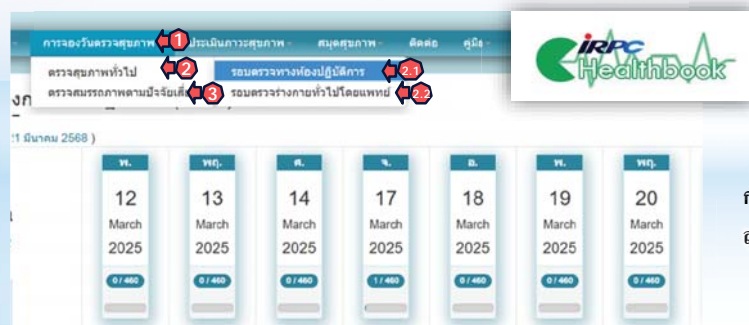 การจองวันตรวจสุขภาพ 1 ประเมินภาวะสุขภาพ สมุดสุขภาพ ติดต่อ คู่มือ
iRPC
Healthbook
ตรวจสุขภาพทั่วไป 2 รอบตรวจทางห้องปฏิบัติการ 2.1
ตรวจสมรรถภาพตามปัจจัยเสี่ 3 รอบตรวจร่างกายทั่วไปโดยแพทย์ 2.2
1 มีนาคม 2568 )
พ. พฤ. ศ. จ. อ. พ. พฤ.
12 13 14 17 18 19 20
March March March March March March March
2025 2025 2025 2025 2025 2025 2025
0 / 460 0 / 460 0 / 460 1 / 460 0 / 460 0 / 460 0 / 460